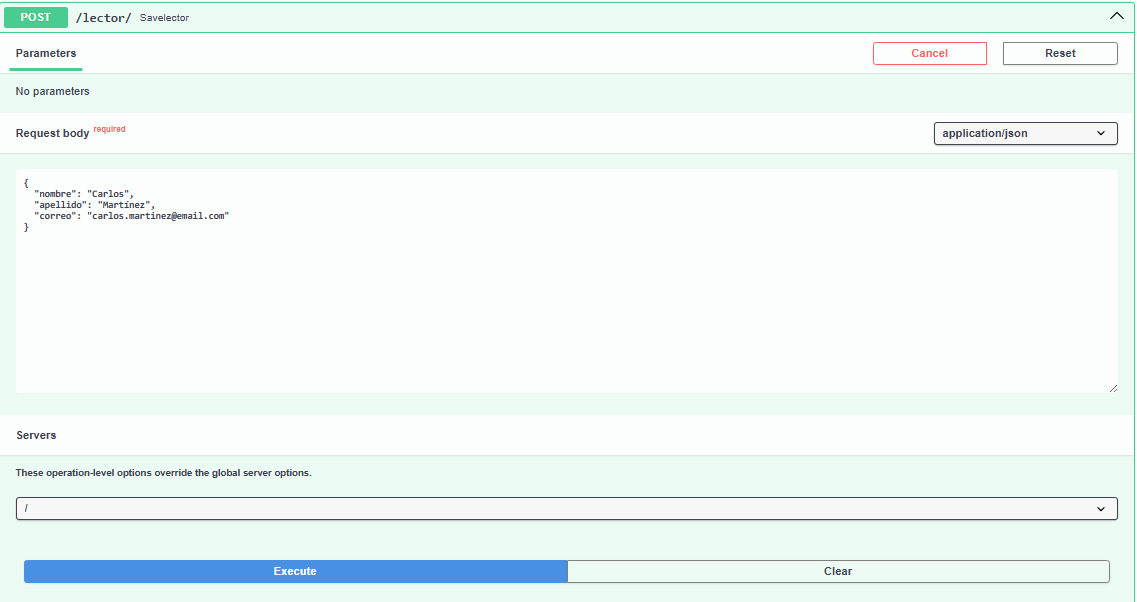 POST /lector/ Savelector
Parameters
Cancel
Reset
No parameters
Request body required
application/json
{
"nombre": "Carlos",
"apellido": "Martínez",
"correo": "carlos.martinez@email.com"
}
Servers
These operation-level options override the global server options.
/
Execute
Clear